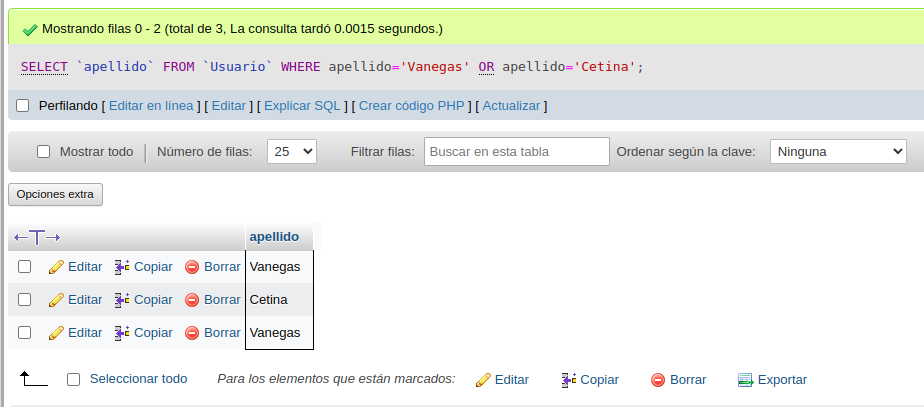 Mostrando filas 0 - 2 (total de 3, La consulta tardó 0.0015 segundos.)
SELECT `apellido` FROM `Usuario` WHERE apellido='Vanegas' OR apellido='Cetina';
Perfilando [ Editar en línea ] [ Editar ] [ Explicar SQL ] [ Crear código PHP ] [ Actualizar ]
Mostrar todo | Número de filas: 25 Filtrar filas: Buscar en esta tabla Ordenar según la clave: Ninguna
Opciones extra
←T→ apellido
Editar Copiar Borrar Vanegas
Editar Copiar Borrar Cetina
Editar Copiar Borrar Vanegas
Seleccionar todo Para los elementos que están marcados: Editar Copiar Borrar Exportar